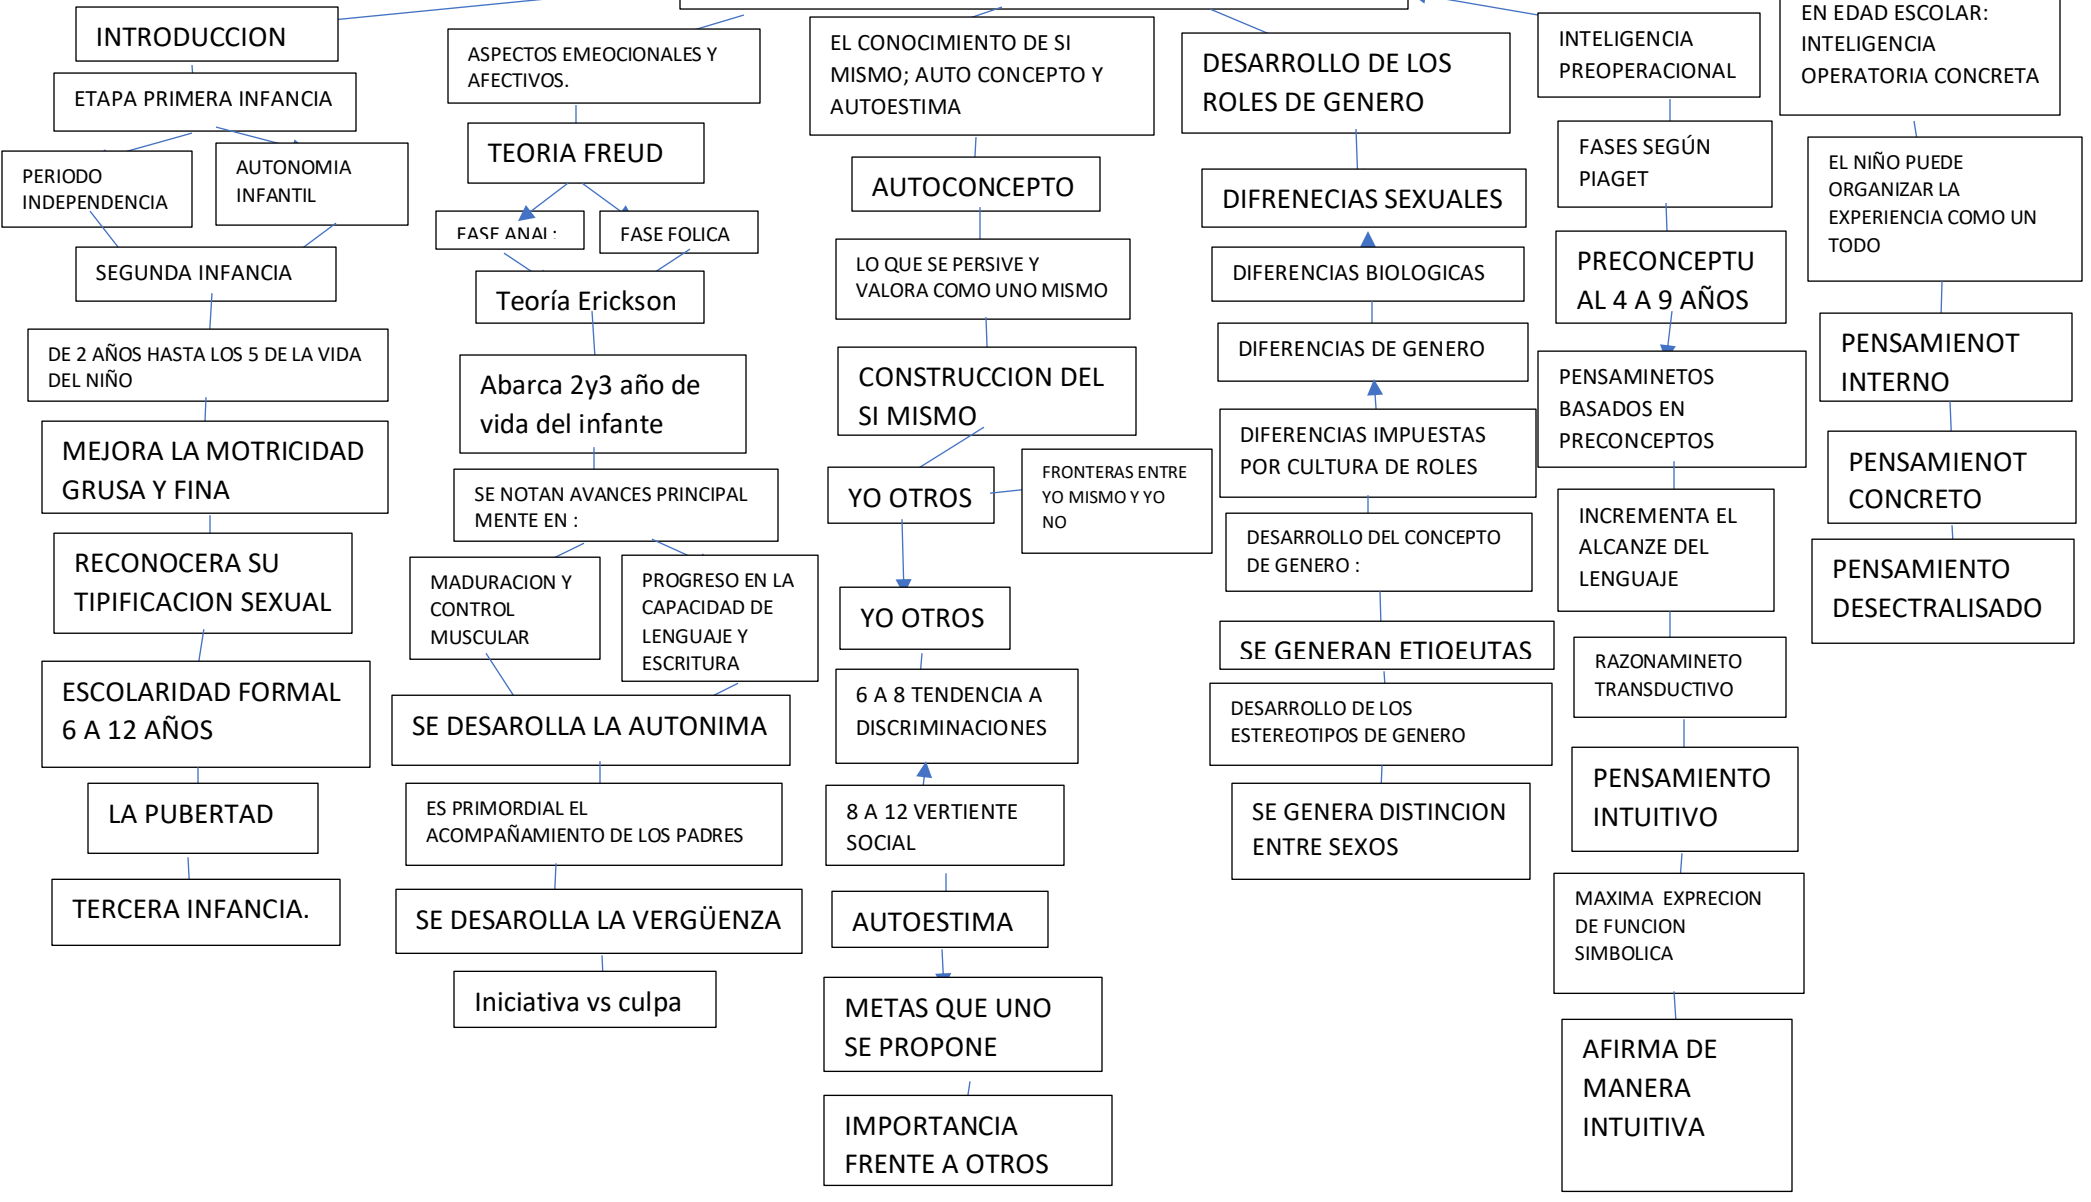 INTRODUCCION
ETAPA PRIMERA INFANCIA
PERIODO
INDEPENDENCIA
AUTONOMIA
INFANTIL
SEGUNDA INFANCIA
DE 2 AÑOS HASTA LOS 5 DE LA VIDA
DEL NIÑO
MEJORA LA MOTRICIDAD
GRUSA Y FINA
RECONOCERA SU
TIPIFICACION SEXUAL
ESCOLARIDAD FORMAL
6 A 12 AÑOS
LA PUBERTAD
TERCERA INFANCIA.
ASPECTOS EMEOCIONALES Y
AFECTIVOS.
TEORIA FREUD
FASE ANAL:
FASE FOLICA
Teoría Erickson
Abarca 2y3 año de
vida del infante
SE NOTAN AVANCES PRINCIPAL
MENTE EN :
MADURACION Y
CONTROL
MUSCULAR
PROGRESO EN LA
CAPACIDAD DE
LENGUAJE Y
ESCRITURA
SE DESAROLLA LA AUTONIMA
ES PRIMORDIAL EL
ACOMPAÑAMIENTO DE LOS PADRES
SE DESAROLLA LA VERGÜENZA
Iniciativa vs culpa
EL CONOCIMIENTO DE SI
MISMO; AUTO CONCEPTO Y
AUTOESTIMA
AUTOCONCEPTO
LO QUE SE PERSIVE Y
VALORA COMO UNO MISMO
CONSTRUCCION DEL
SI MISMO
YO OTROS
FRONTERAS ENTRE
YO MISMO Y YO
NO
YO OTROS
6 A 8 TENDENCIA A
DISCRIMINACIONES
8 A 12 VERTIENTE
SOCIAL
AUTOESTIMA
METAS QUE UNO
SE PROPONE
IMPORTANCIA
FRENTE A OTROS
DESARROLLO DE LOS
ROLES DE GENERO
DIFRENECIAS SEXUALES
DIFERENCIAS BIOLOGICAS
DIFERENCIAS DE GENERO
DIFERENCIAS IMPUESTAS
POR CULTURA DE ROLES
DESARROLLO DEL CONCEPTO
DE GENERO :
SE GENERAN ETIQEUTAS
DESARROLLO DE LOS
ESTEREOTIPOS DE GENERO
SE GENERA DISTINCION
ENTRE SEXOS
INTELIGENCIA
PREOPERACIONAL
FASES SEGÚN
PIAGET
PRECONCEPTU
AL 4 A 9 AÑOS
PENSAMINETOS
BASADOS EN
PRECONCEPTOS
INCREMENTA EL
ALCANZE DEL
LENGUAJE
RAZONAMINETO
TRANSDUCTIVO
PENSAMIENTO
INTUITIVO
MAXIMA EXPRECION
DE FUNCION
SIMBOLICA
AFIRMA DE
MANERA
INTUITIVA
EN EDAD ESCOLAR:
INTELIGENCIA
OPERATORIA CONCRETA
EL NIÑO PUEDE
ORGANIZAR LA
EXPERIENCIA COMO UN
TODO
PENSAMIENOT
INTERNO
PENSAMIENOT
CONCRETO
PENSAMIENTO
DESECTRALISADO